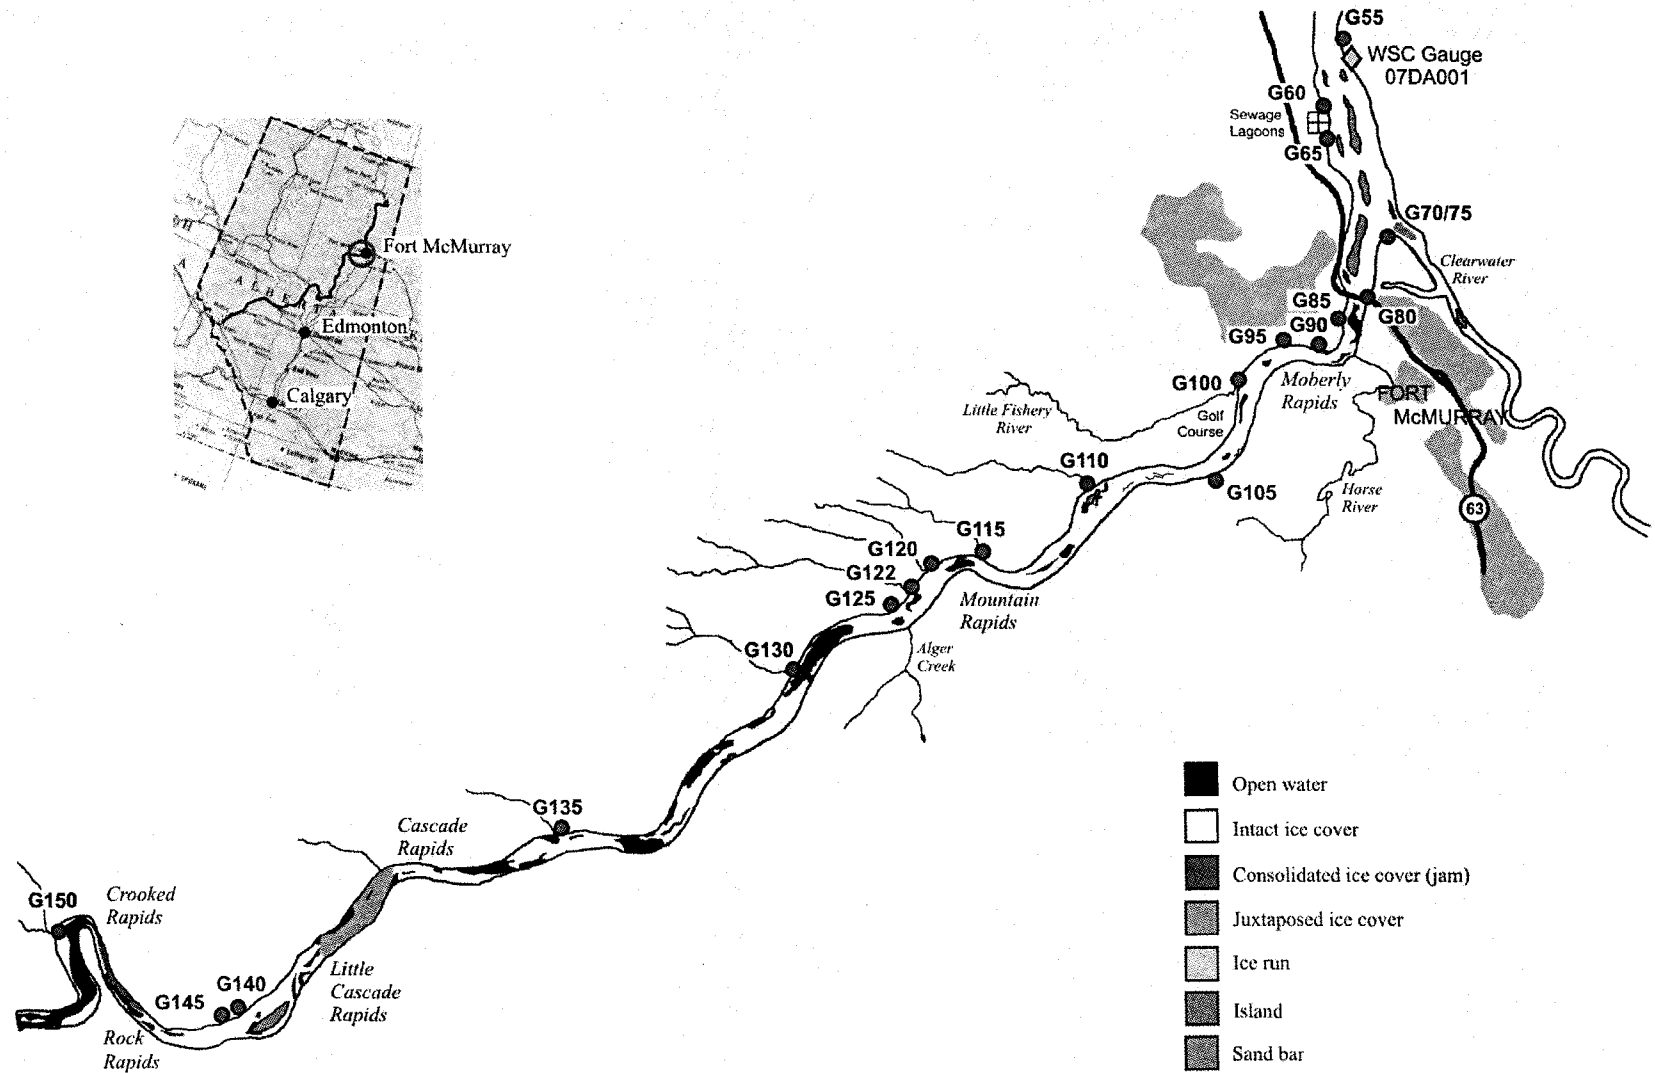 G55
WSC Gauge
07DA001
G60
Sewage
Lagoons
G65
G70/75
Clearwater
River
Fort McMurray
ALBERTA
Edmonton
Calgary
G85
G80
G90
G95
G100
Moberly
Rapids
FORT
McMURRAY
Little Fishery
River
Golf
Course
G110
G105
Horse
River
63
G115
G120
G122
G125
Mountain
Rapids
G130
Alger
Creek
G135
Cascade
Rapids
G150
Crooked
Rapids
G140
G145
Little
Cascade
Rapids
Rock
Rapids
Open water
Intact ice cover
Consolidated ice cover (jam)
Juxtaposed ice cover
Ice run
Island
Sand bar